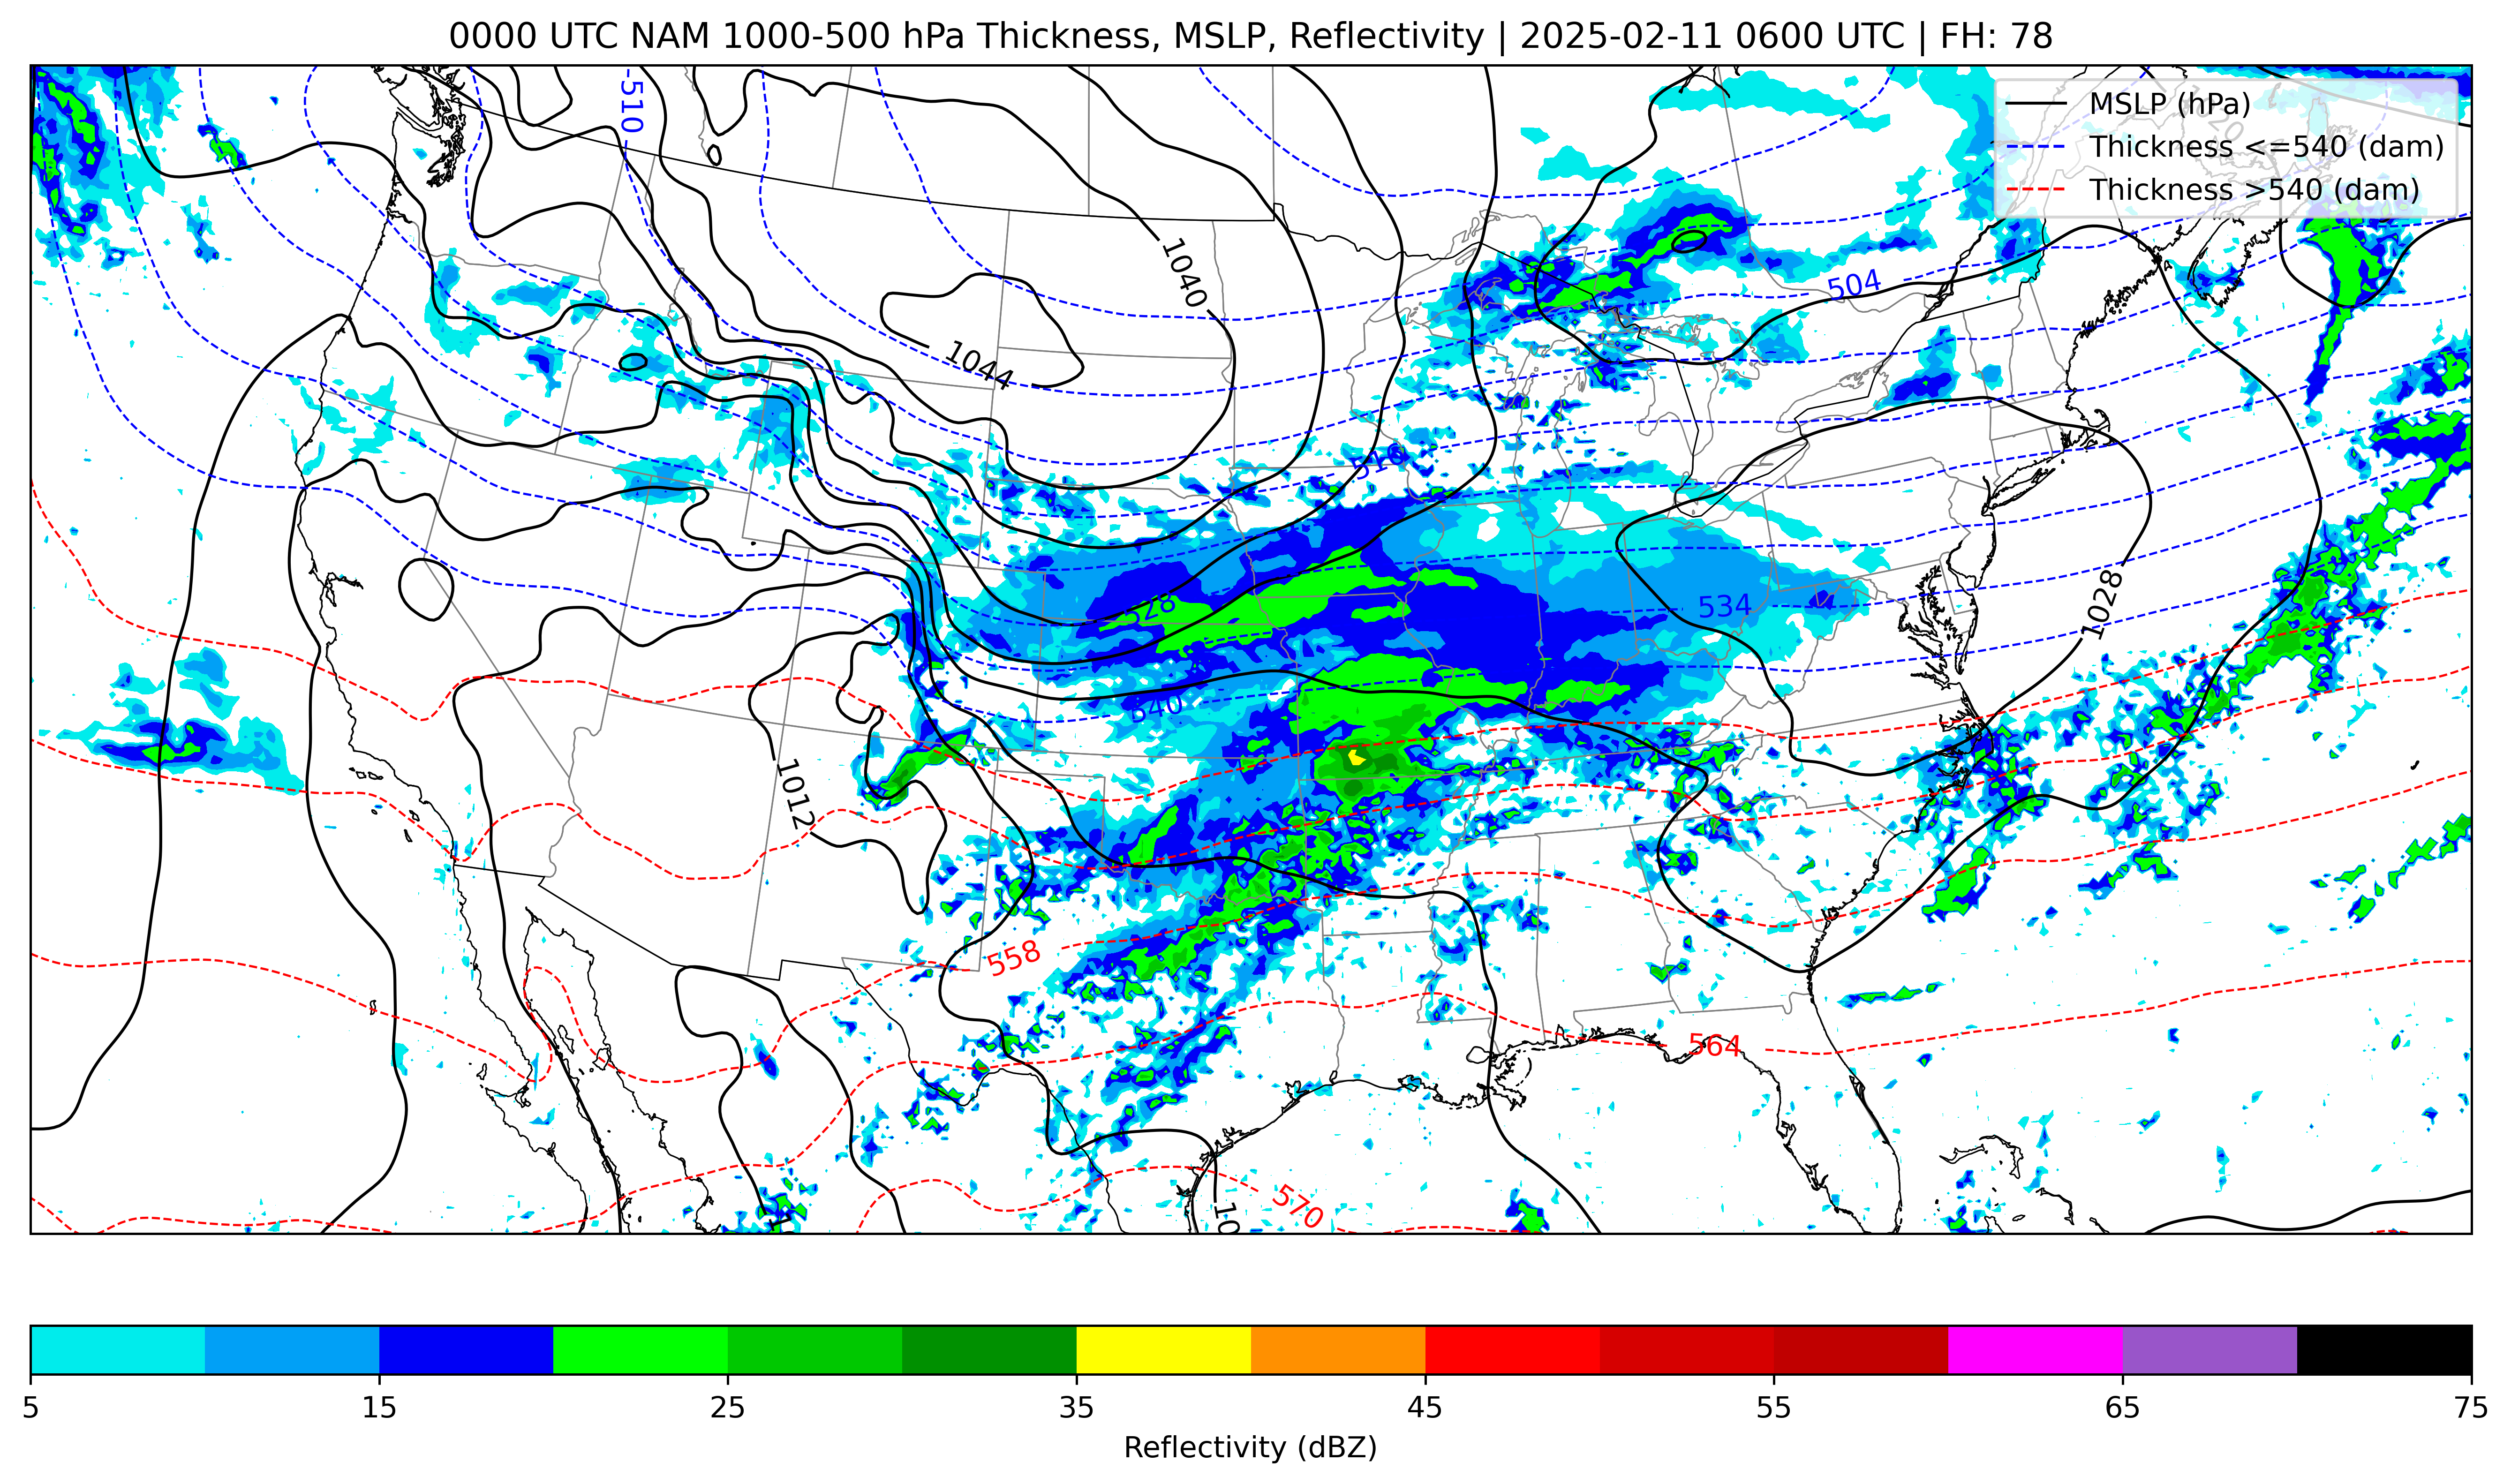 0000 UTC NAM 1000-500 hPa Thickness, MSLP, Reflectivity | 2025-02-11 0600 UTC | FH: 78
MSLP (hPa)
Thickness <=540 (dam)
Thickness >540 (dam)
510
1040
504
1044
516
528
534
1028
540
1012
558
564
570
5 15 25 35 45 55 65 75
Reflectivity (dBZ)